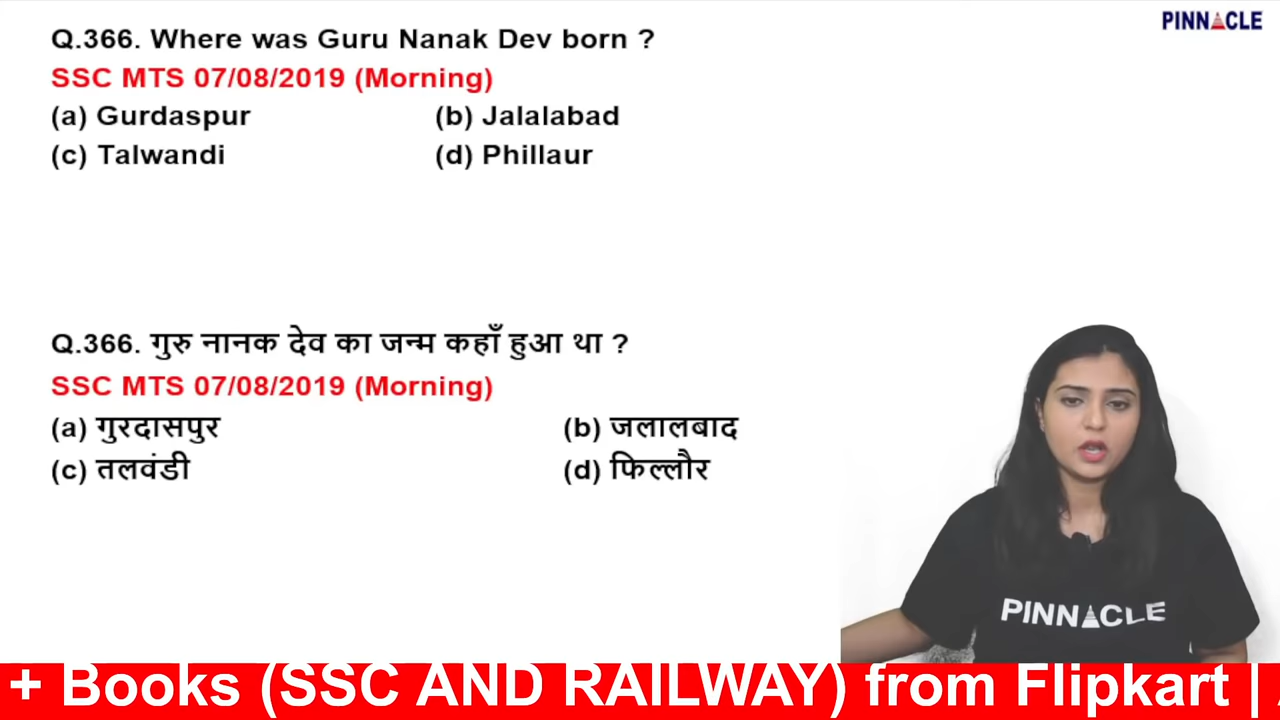 PINNACLE
Q.366. Where was Guru Nanak Dev born ?
SSC MTS 07/08/2019 (Morning)
(a) Gurdaspur (b) Jalalabad
(c) Talwandi (d) Phillaur
Q.366. गुरु नानक देव का जन्म कहाँ हुआ था ?
SSC MTS 07/08/2019 (Morning)
(a) गुरदासपुर (b) जलालबाद
(c) तलवंडी (d) फिल्लौर
PINNACLE
+ Books (SSC AND RAILWAY) from Flipkart |